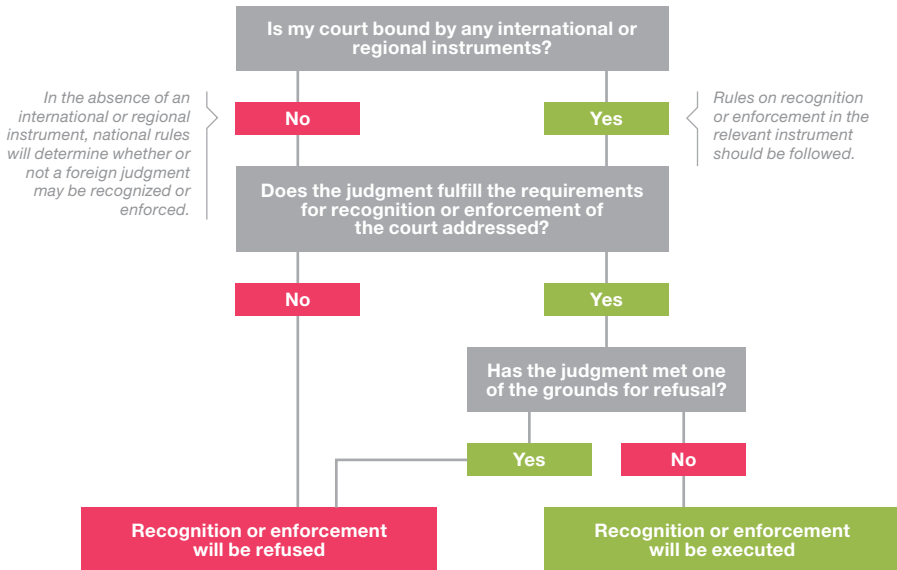 Is my court bound by any international or
regional instruments?
In the absence of an
international or regional
instrument, national rules
will determine whether or
not a foreign judgment
may be recognized or
enforced.
No
Yes
Rules on recognition
or enforcement in the
relevant instrument
should be followed.
Does the judgment fulfill the requirements
for recognition or enforcement of
the court addressed?
No
Yes
Has the judgment met one
of the grounds for refusal?
Yes
No
Recognition or enforcement
will be refused
Recognition or enforcement
will be executed